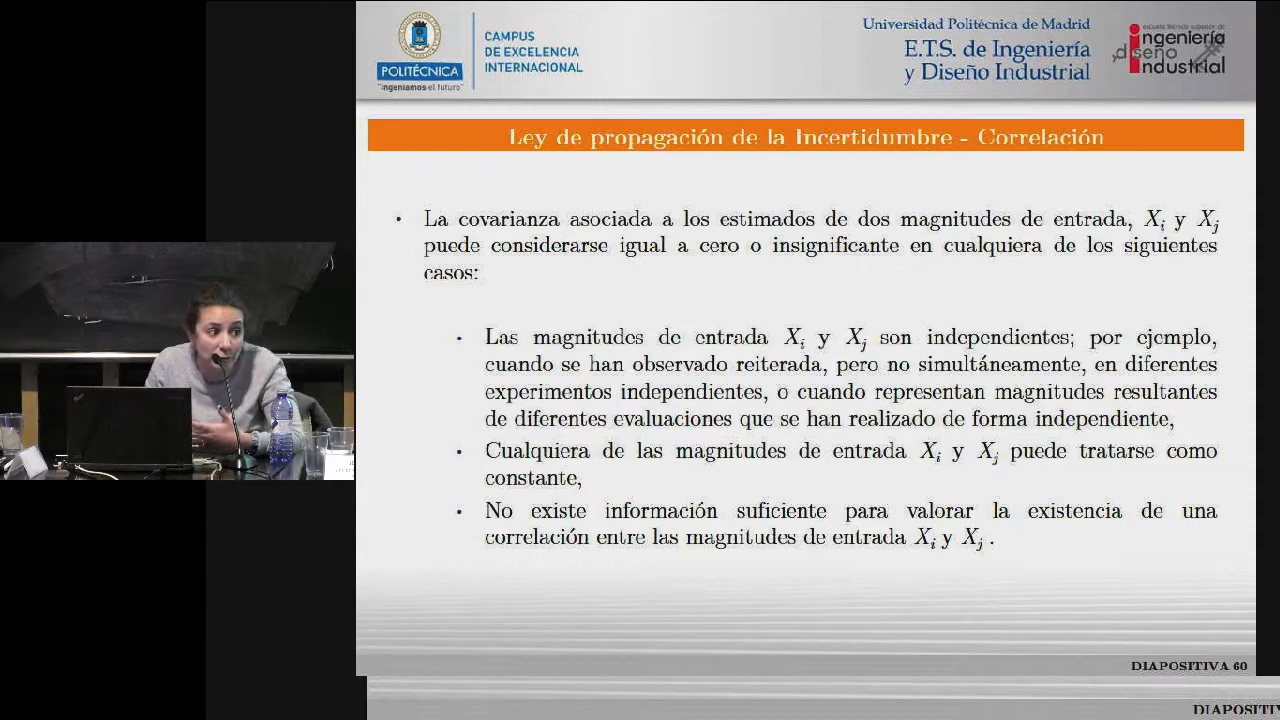 CAMPUS
DE EXCELENCIA
INTERNACIONAL
POLITÉCNICA
"ingeniamos el futuro"
Universidad Politécnica de Madrid
E.T.S. de Ingeniería
y Diseño Industrial
escuela técnica superior de
ingeniería
diseño
industrial
Ley de propagación de la Incertidumbre - Correlación
• La covarianza asociada a los estimados de dos magnitudes de entrada, Xi y Xj
puede considerarse igual a cero o insignificante en cualquiera de los siguientes
casos:
• Las magnitudes de entrada Xi y Xj son independientes; por ejemplo,
cuando se han observado reiterada, pero no simultáneamente, en diferentes
experimentos independientes, o cuando representan magnitudes resultantes
de diferentes evaluaciones que se han realizado de forma independiente,
• Cualquiera de las magnitudes de entrada Xi y Xj puede tratarse como
constante,
• No existe información suficiente para valorar la existencia de una
correlación entre las magnitudes de entrada Xi y Xj .
DIAPOSITIVA 60
DIAPOSITIV